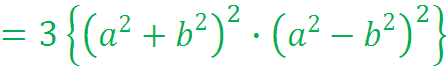 = 3 {(a² + b²)² · (a² − b²)²}